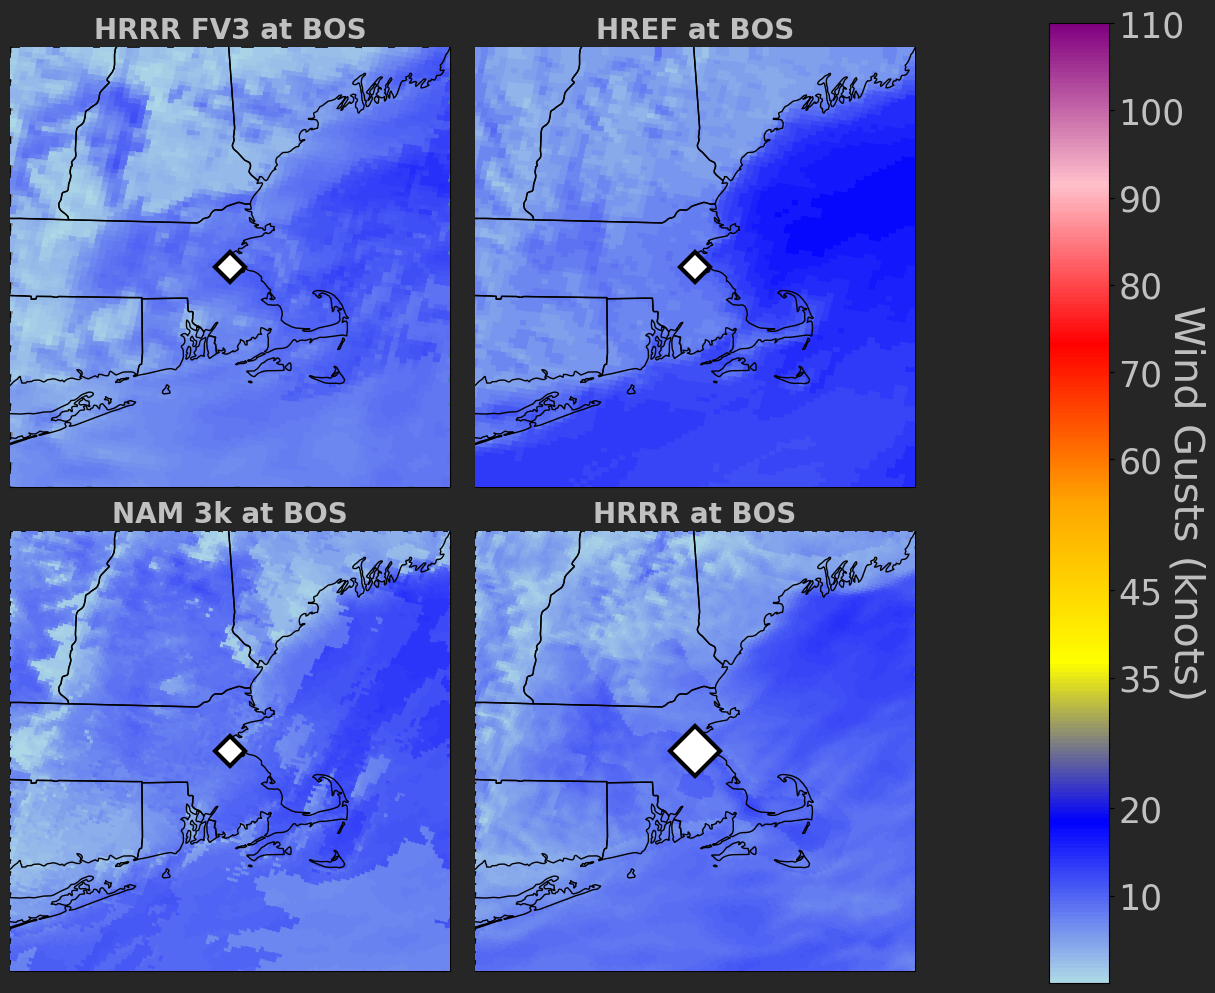 HRRR FV3 at BOS
HREF at BOS
NAM 3k at BOS
HRRR at BOS
110
100
90
80
70
60
45
35
20
10
Wind Gusts (knots)